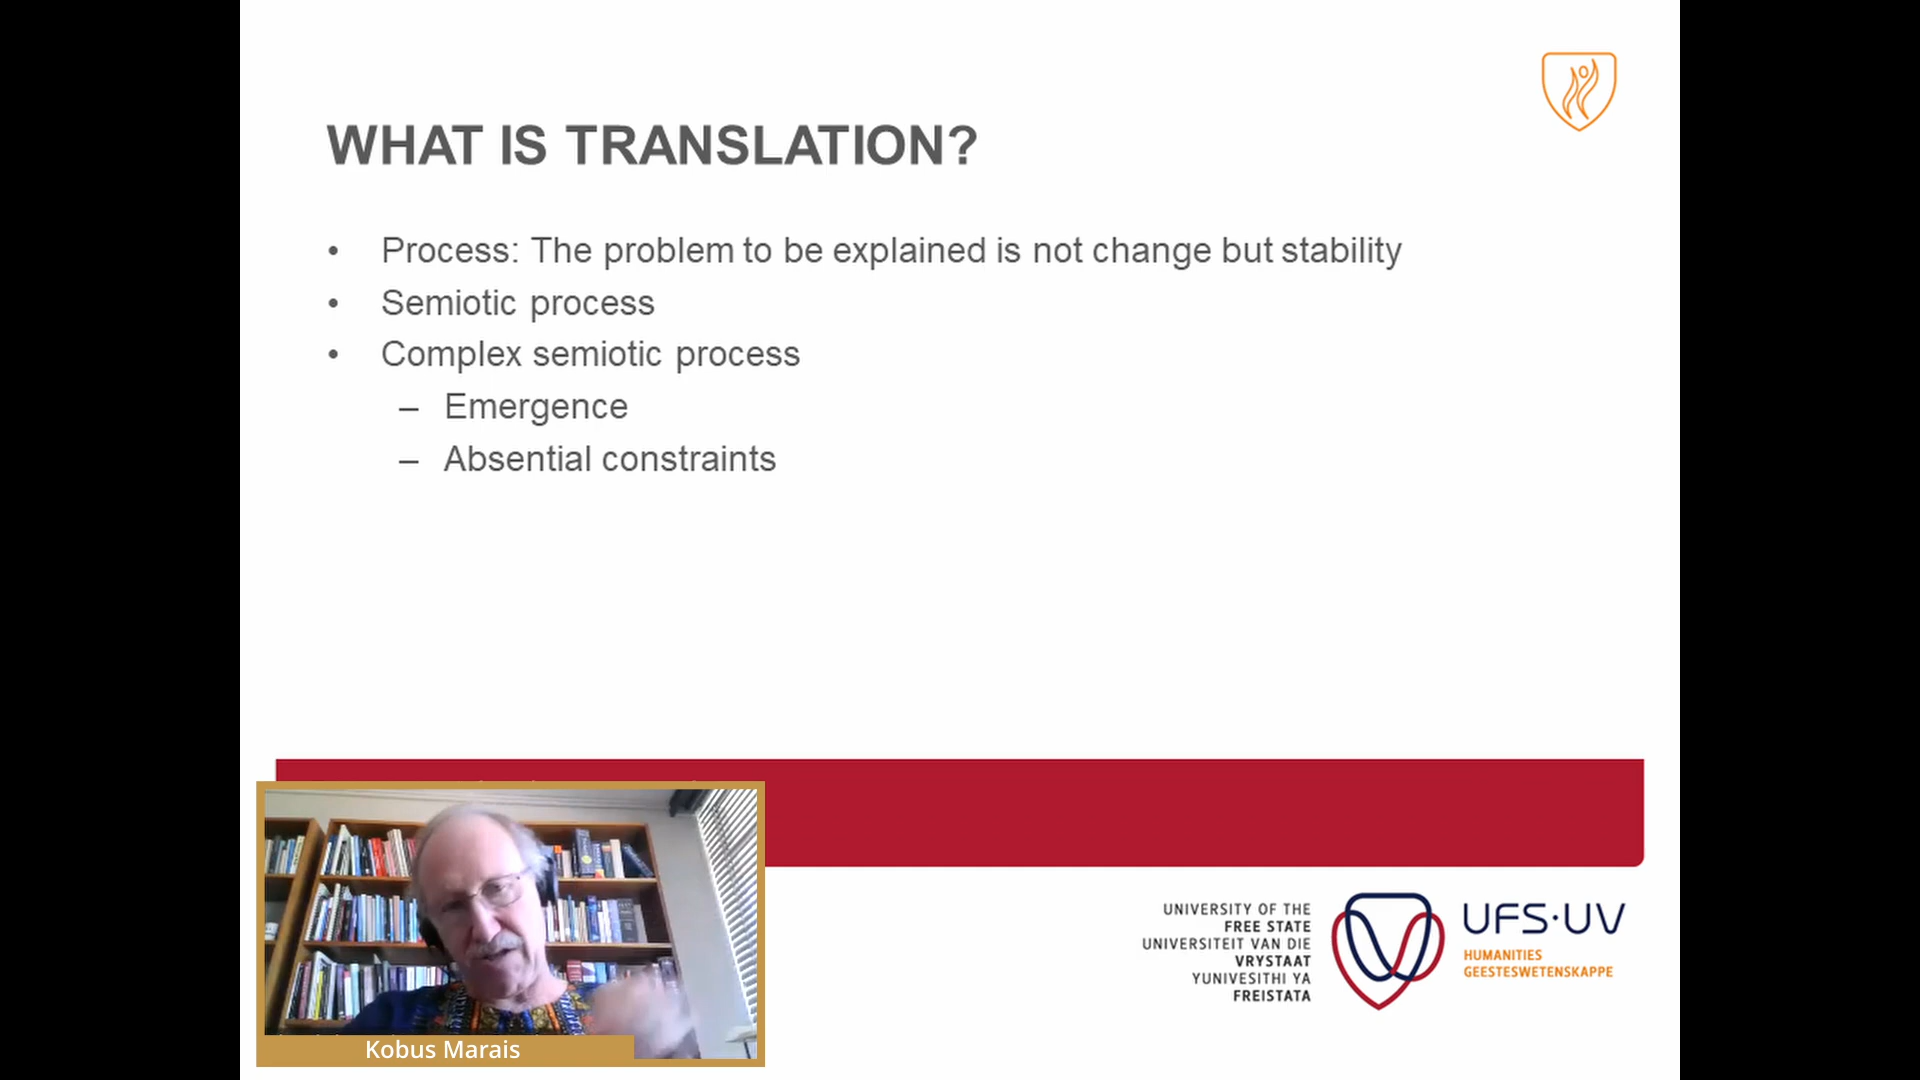 WHAT IS TRANSLATION?
• Process: The problem to be explained is not change but stability
• Semiotic process
• Complex semiotic process
– Emergence
– Absential constraints
UNIVERSITY OF THE
FREE STATE
UNIVERSITEIT VAN DIE
VRYSTAAT
YUNIVESITHI YA
FREISTATA
UFS·UV
HUMANITIES
GEESTESWETENSKAPPE
Kobus Marais